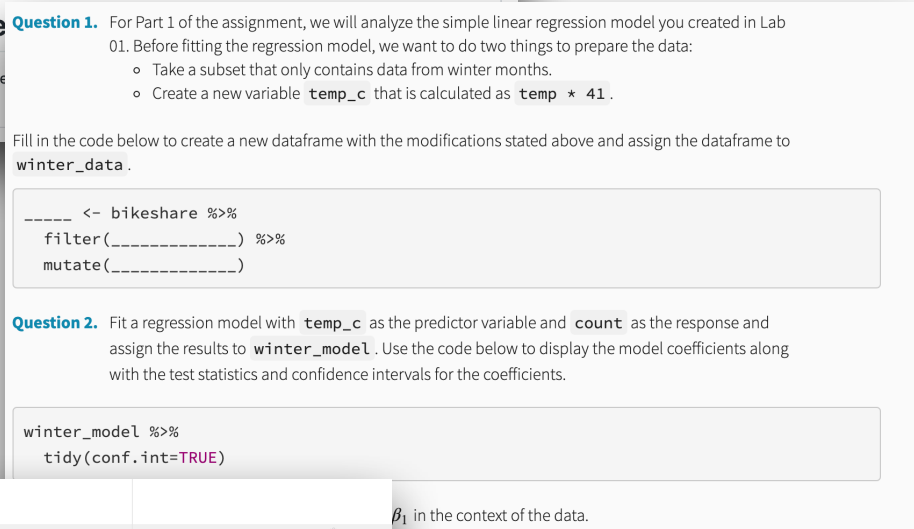 Question 1. For Part 1 of the assignment, we will analyze the simple linear regression model you created in Lab
01. Before fitting the regression model, we want to do two things to prepare the data:
∘ Take a subset that only contains data from winter months.
∘ Create a new variable temp_c that is calculated as temp * 41 .
Fill in the code below to create a new dataframe with the modifications stated above and assign the dataframe to
winter_data .
_____ <- bikeshare %>%
filter(_____________) %>%
mutate(_____________)
Question 2. Fit a regression model with temp_c as the predictor variable and count as the response and
assign the results to winter_model . Use the code below to display the model coefficients along
with the test statistics and confidence intervals for the coefficients.
winter_model %>%
tidy(conf.int=TRUE)
β₁ in the context of the data.